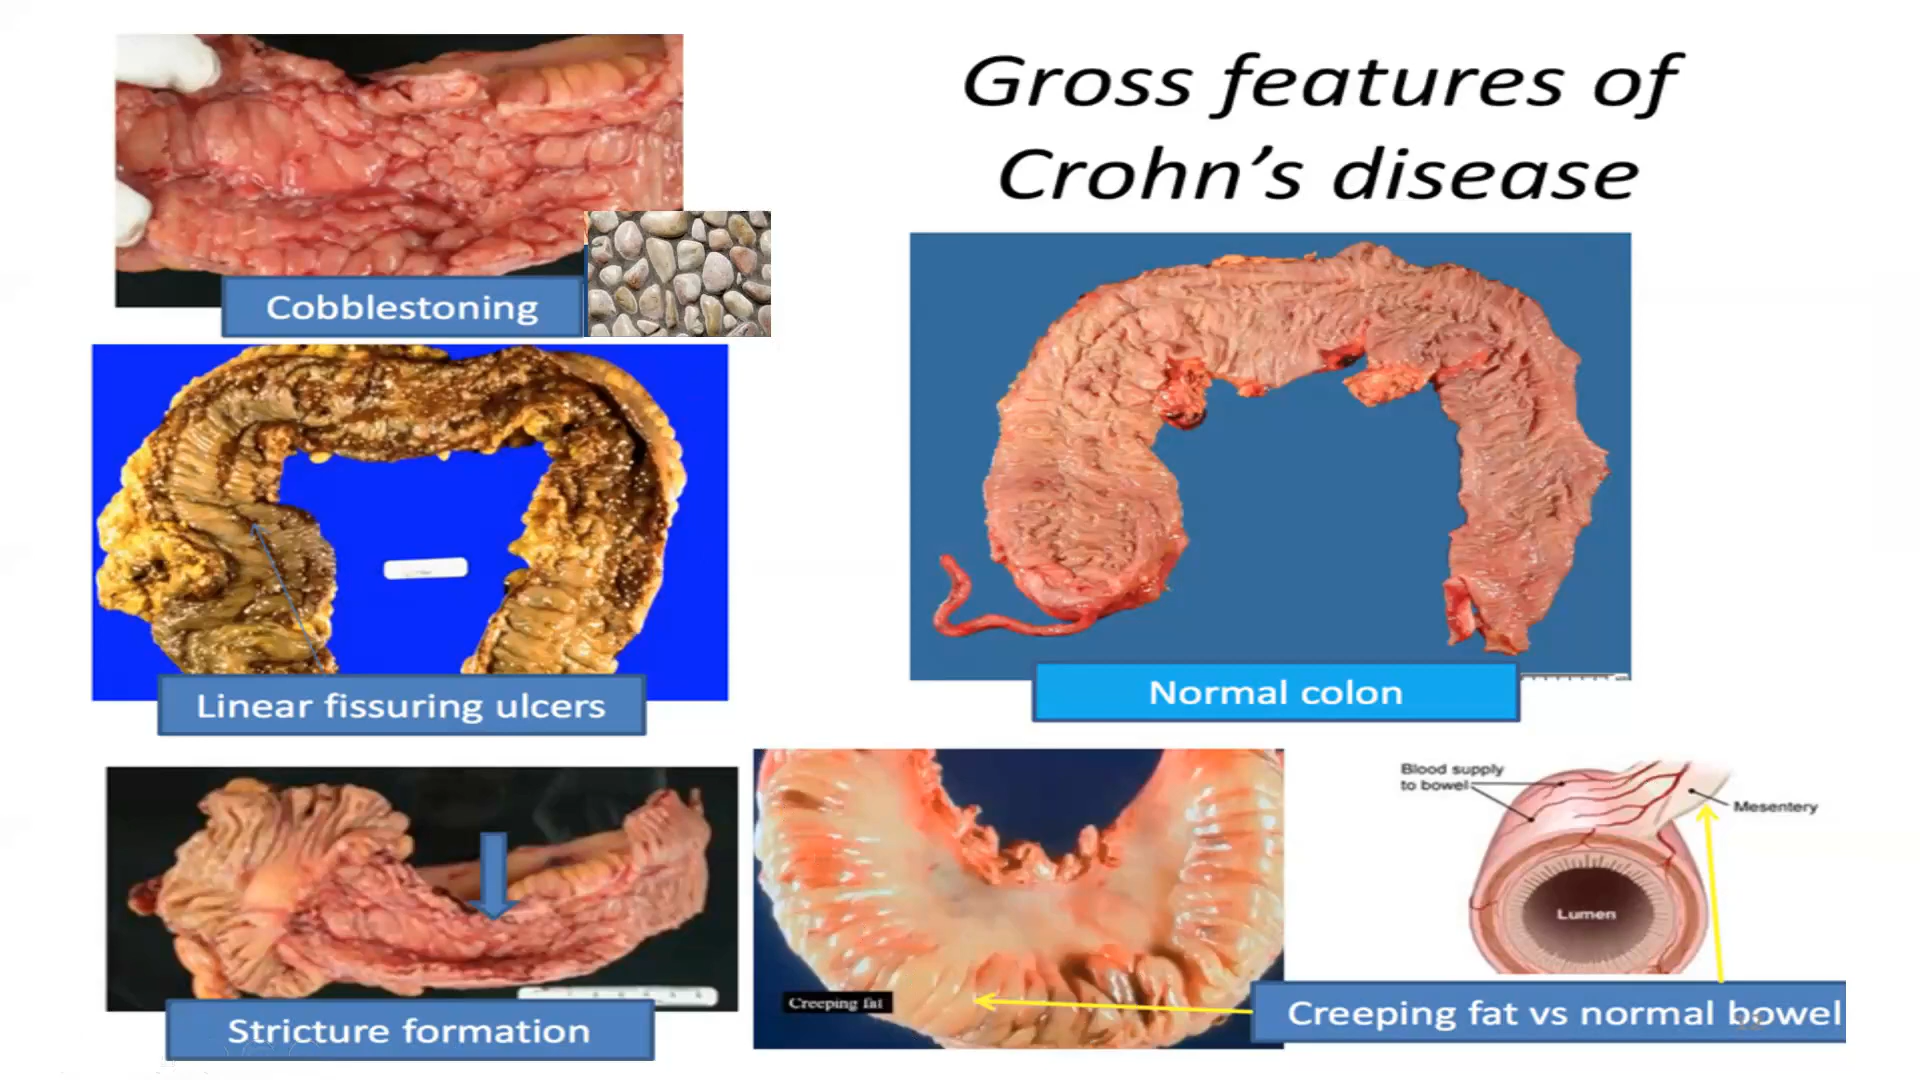 Gross features of
Crohn’s disease
Cobblestoning
Linear fissuring ulcers
Normal colon
Stricture formation
Creeping fat
Blood supply
to bowel
Mesentery
Lumen
Creeping fat vs normal bowel